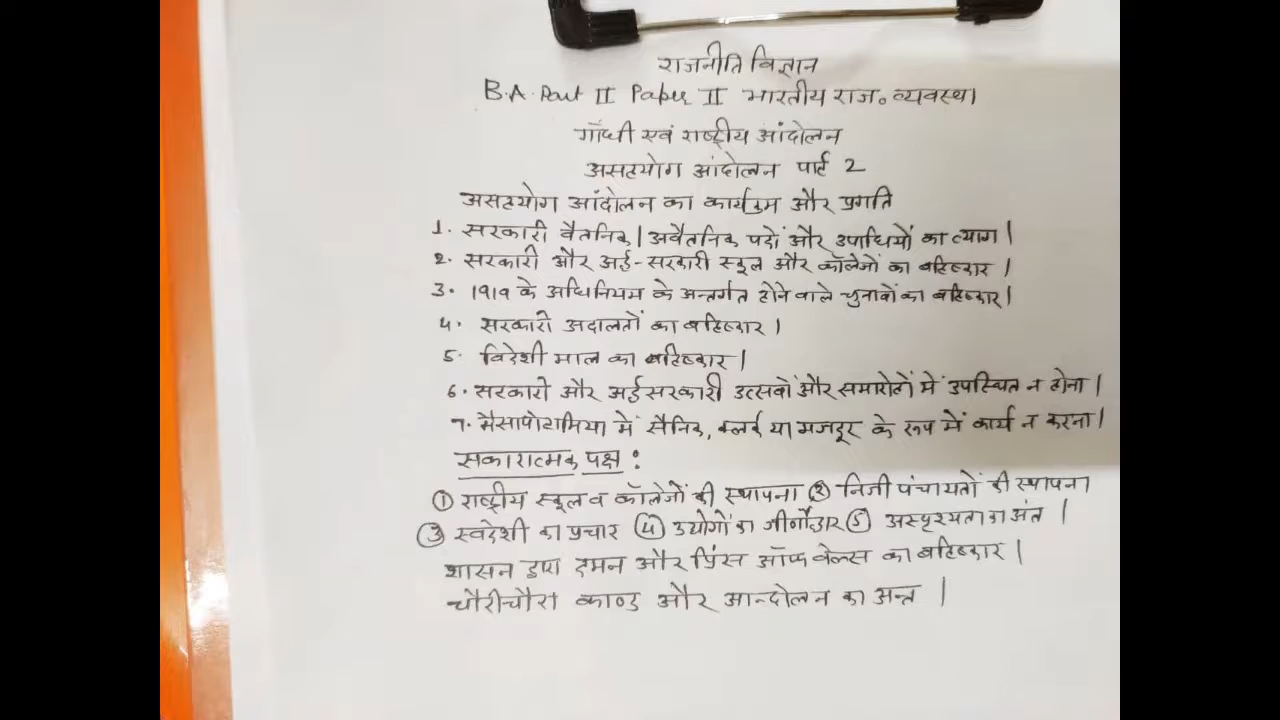 राजनीति विज्ञान
B.A. Part II Paper II भारतीय राज. व्यवस्था
गाँधी एवं राष्ट्रीय आंदोलन
असहयोग आंदोलन पार्ट 2
असहयोग आंदोलन का कार्यक्रम और प्रगति
1. सरकारी वैतनिक / अवैतनिक पदों और उपाधियों का त्याग।
2. सरकारी और अर्द्ध-सरकारी स्कूल और कॉलेजों का बहिष्कार।
3. 1919 के अधिनियम के अन्तर्गत होने वाले चुनावों का बहिष्कार।
4. सरकारी अदालतों का बहिष्कार।
5. विदेशी माल का बहिष्कार।
6. सरकारी और अर्द्धसरकारी उत्सवों और समारोहों में उपस्थित न होना।
7. मैसापोटामिया में सैनिक, क्लर्क या मजदूर के रूप में कार्य न करना।
सकारात्मक पक्ष :
① राष्ट्रीय स्कूल व कॉलेजों की स्थापना ② निजी पंचायतों की स्थापना
③ स्वदेशी का प्रचार ④ उद्योगों का जीर्णोद्धार ⑤ अस्पृश्यता का अंत।
शासन द्वारा दमन और प्रिंस ऑफ वेल्स का बहिष्कार।
चौरीचौरा काण्ड और आन्दोलन का अन्त।